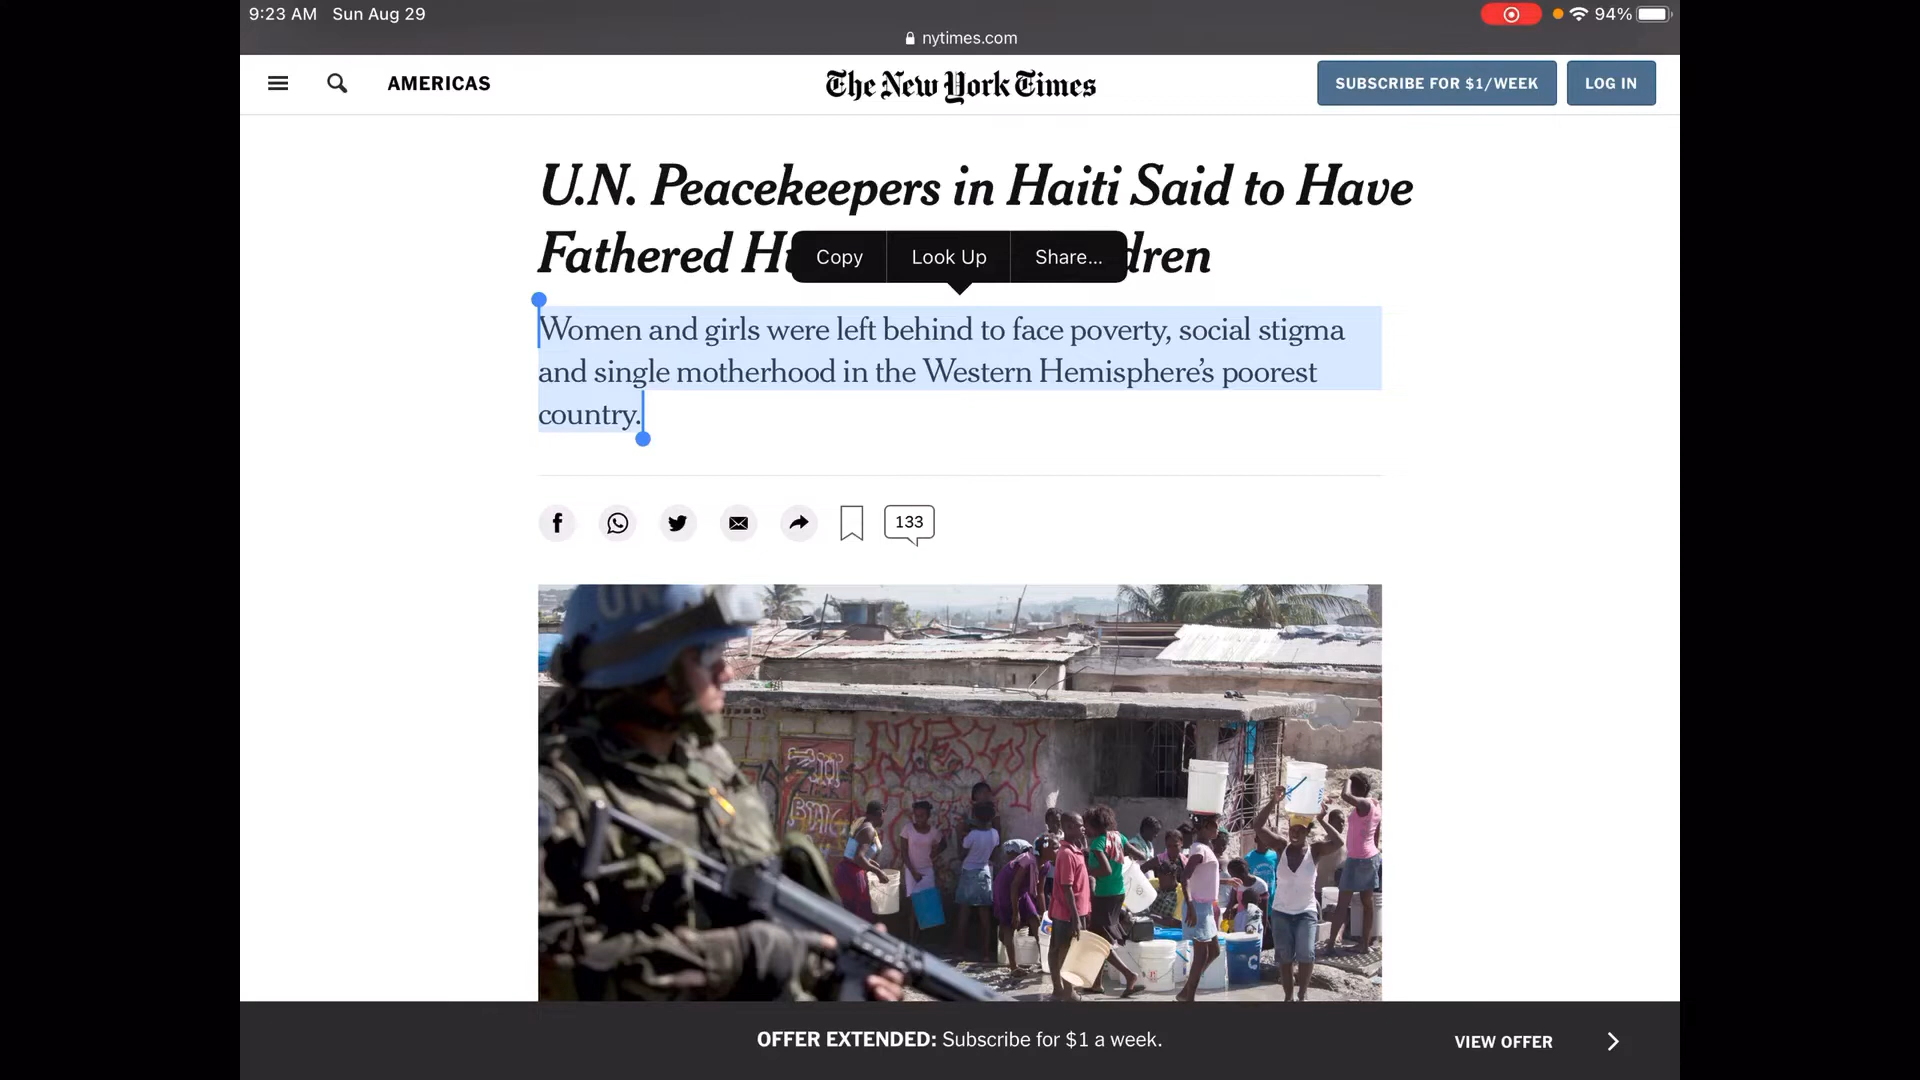 9:23 AM Sun Aug 29
94%
nytimes.com
AMERICAS
The New York Times
SUBSCRIBE FOR $1/WEEK
LOG IN
U.N. Peacekeepers in Haiti Said to Have
Fathered
Copy
Look Up
Share...
Women and girls were left behind to face poverty, social stigma
and single motherhood in the Western Hemisphere’s poorest
country.
133
UN
OFFER EXTENDED: Subscribe for $1 a week.
VIEW OFFER